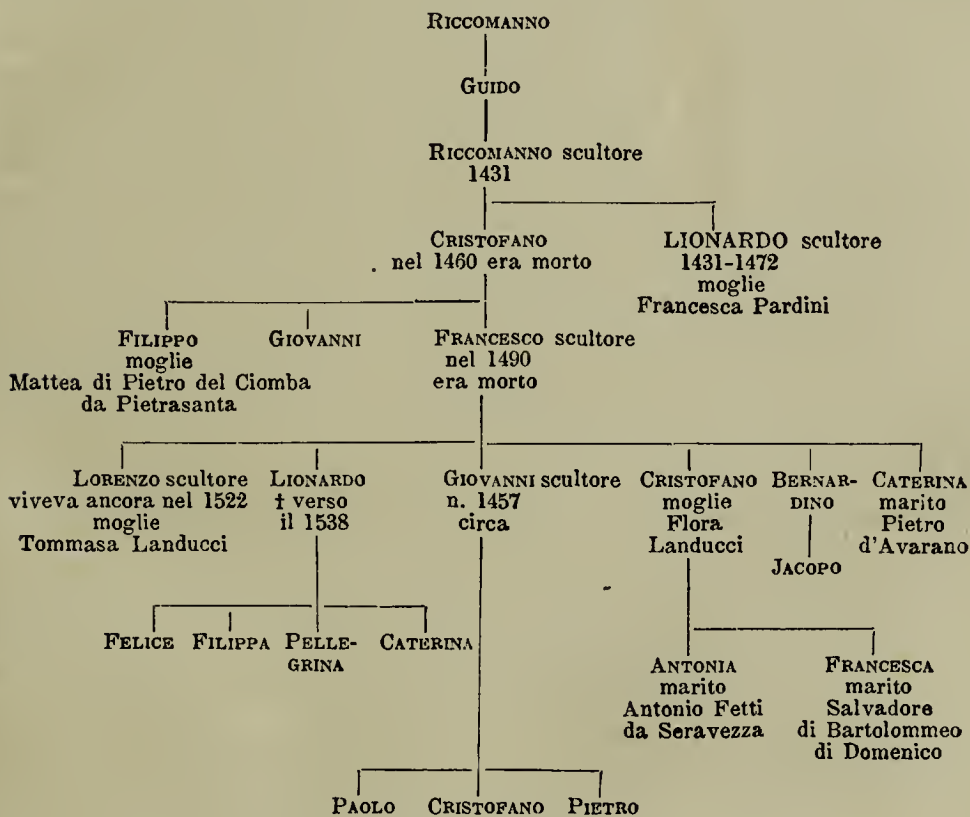 RICCOMANNO
GUIDO
RICCOMANNO scultore
1431
CRISTOFANO
nel 1460 era morto
LIONARDO scultore
1431-1472
moglie
Francesca Pardini
FILIPPO
moglie
Mattea di Pietro del Ciomba
da Pietrasanta
GIOVANNI
FRANCESCO scultore
nel 1490
era morto
LORENZO scultore
viveva ancora nel 1522
moglie
Tommasa Landucci
LIONARDO
† verso
il 1538
GIOVANNI scultore
n. 1457
circa
CRISTOFANO
moglie
Flora
Landucci
BERNAR-
DINO
JACOPO
CATERINA
marito
Pietro
d'Avarano
FELICE
FILIPPA
PELLE-
GRINA
CATERINA
ANTONIA
marito
Antonio Fetti
da Seravezza
FRANCESCA
marito
Salvadore
di Bartolommeo
di Domenico
PAOLO
CRISTOFANO
PIETRO